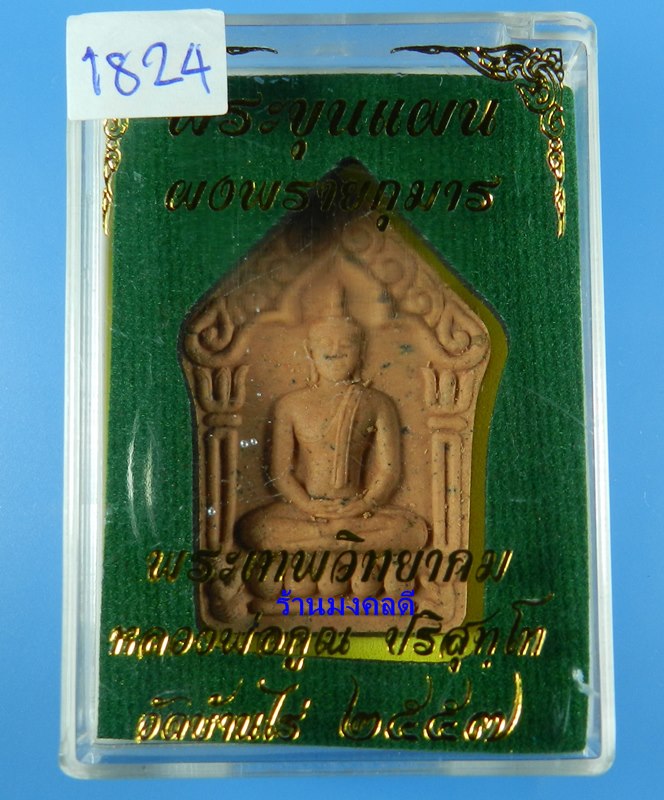 1824
พระขุนแผน
ผงพรายกุมาร
พระเทพวิทยาคม
ร้านมงคลดี
หลวงพ่อคูณ ปริสุทฺโท
วัดบ้านไร่ ๒๕๕๗